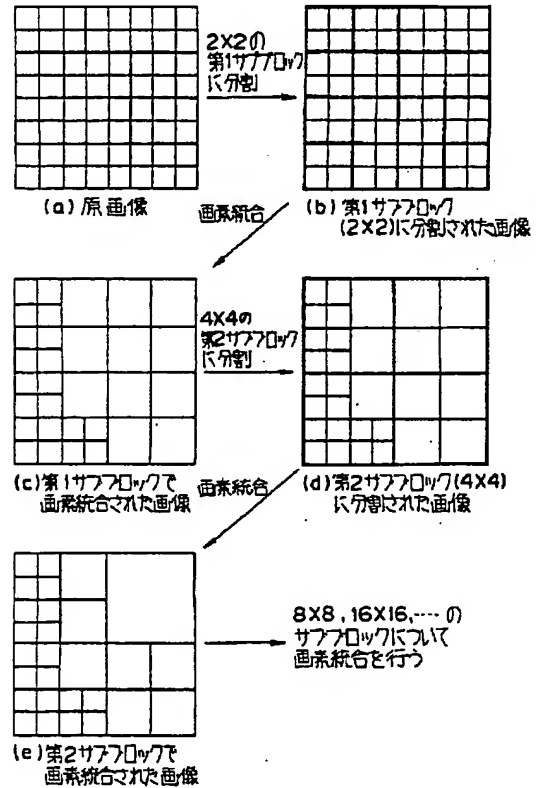 2X2の
第1サブブロック
に分割
(a) 原画像
画素統合
(b) 第1サブブロック
(2X2)に分割された画像
4X4の
第2サブブロック
に分割
(c) 第1サブブロックで
画素統合された画像
画素統合
(d) 第2サブブロック(4X4)
に分割された画像
8X8, 16X16,‥‥の
サブブロックについて
画素統合を行う
(e) 第2サブブロックで
画素統合された画像